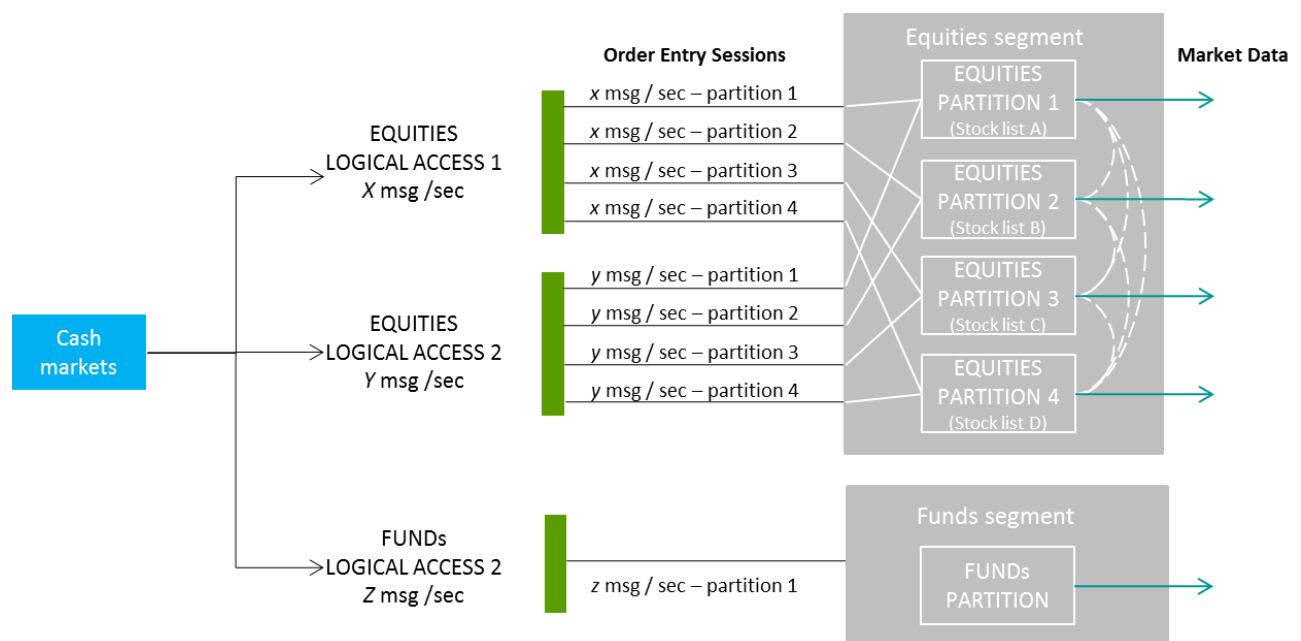 Order Entry Sessions
Equities segment
Market Data
Cash
markets
EQUITIES
LOGICAL ACCESS 1
X msg /sec
x msg / sec – partition 1
x msg / sec – partition 2
x msg / sec – partition 3
x msg / sec – partition 4
EQUITIES
LOGICAL ACCESS 2
Y msg /sec
y msg / sec – partition 1
y msg / sec – partition 2
y msg / sec – partition 3
y msg / sec – partition 4
EQUITIES
PARTITION 1
(Stock list A)
EQUITIES
PARTITION 2
(Stock list B)
EQUITIES
PARTITION 3
(Stock list C)
EQUITIES
PARTITION 4
(Stock list D)
FUNDs
LOGICAL ACCESS 2
Z msg /sec
z msg / sec – partition 1
Funds segment
FUNDs
PARTITION